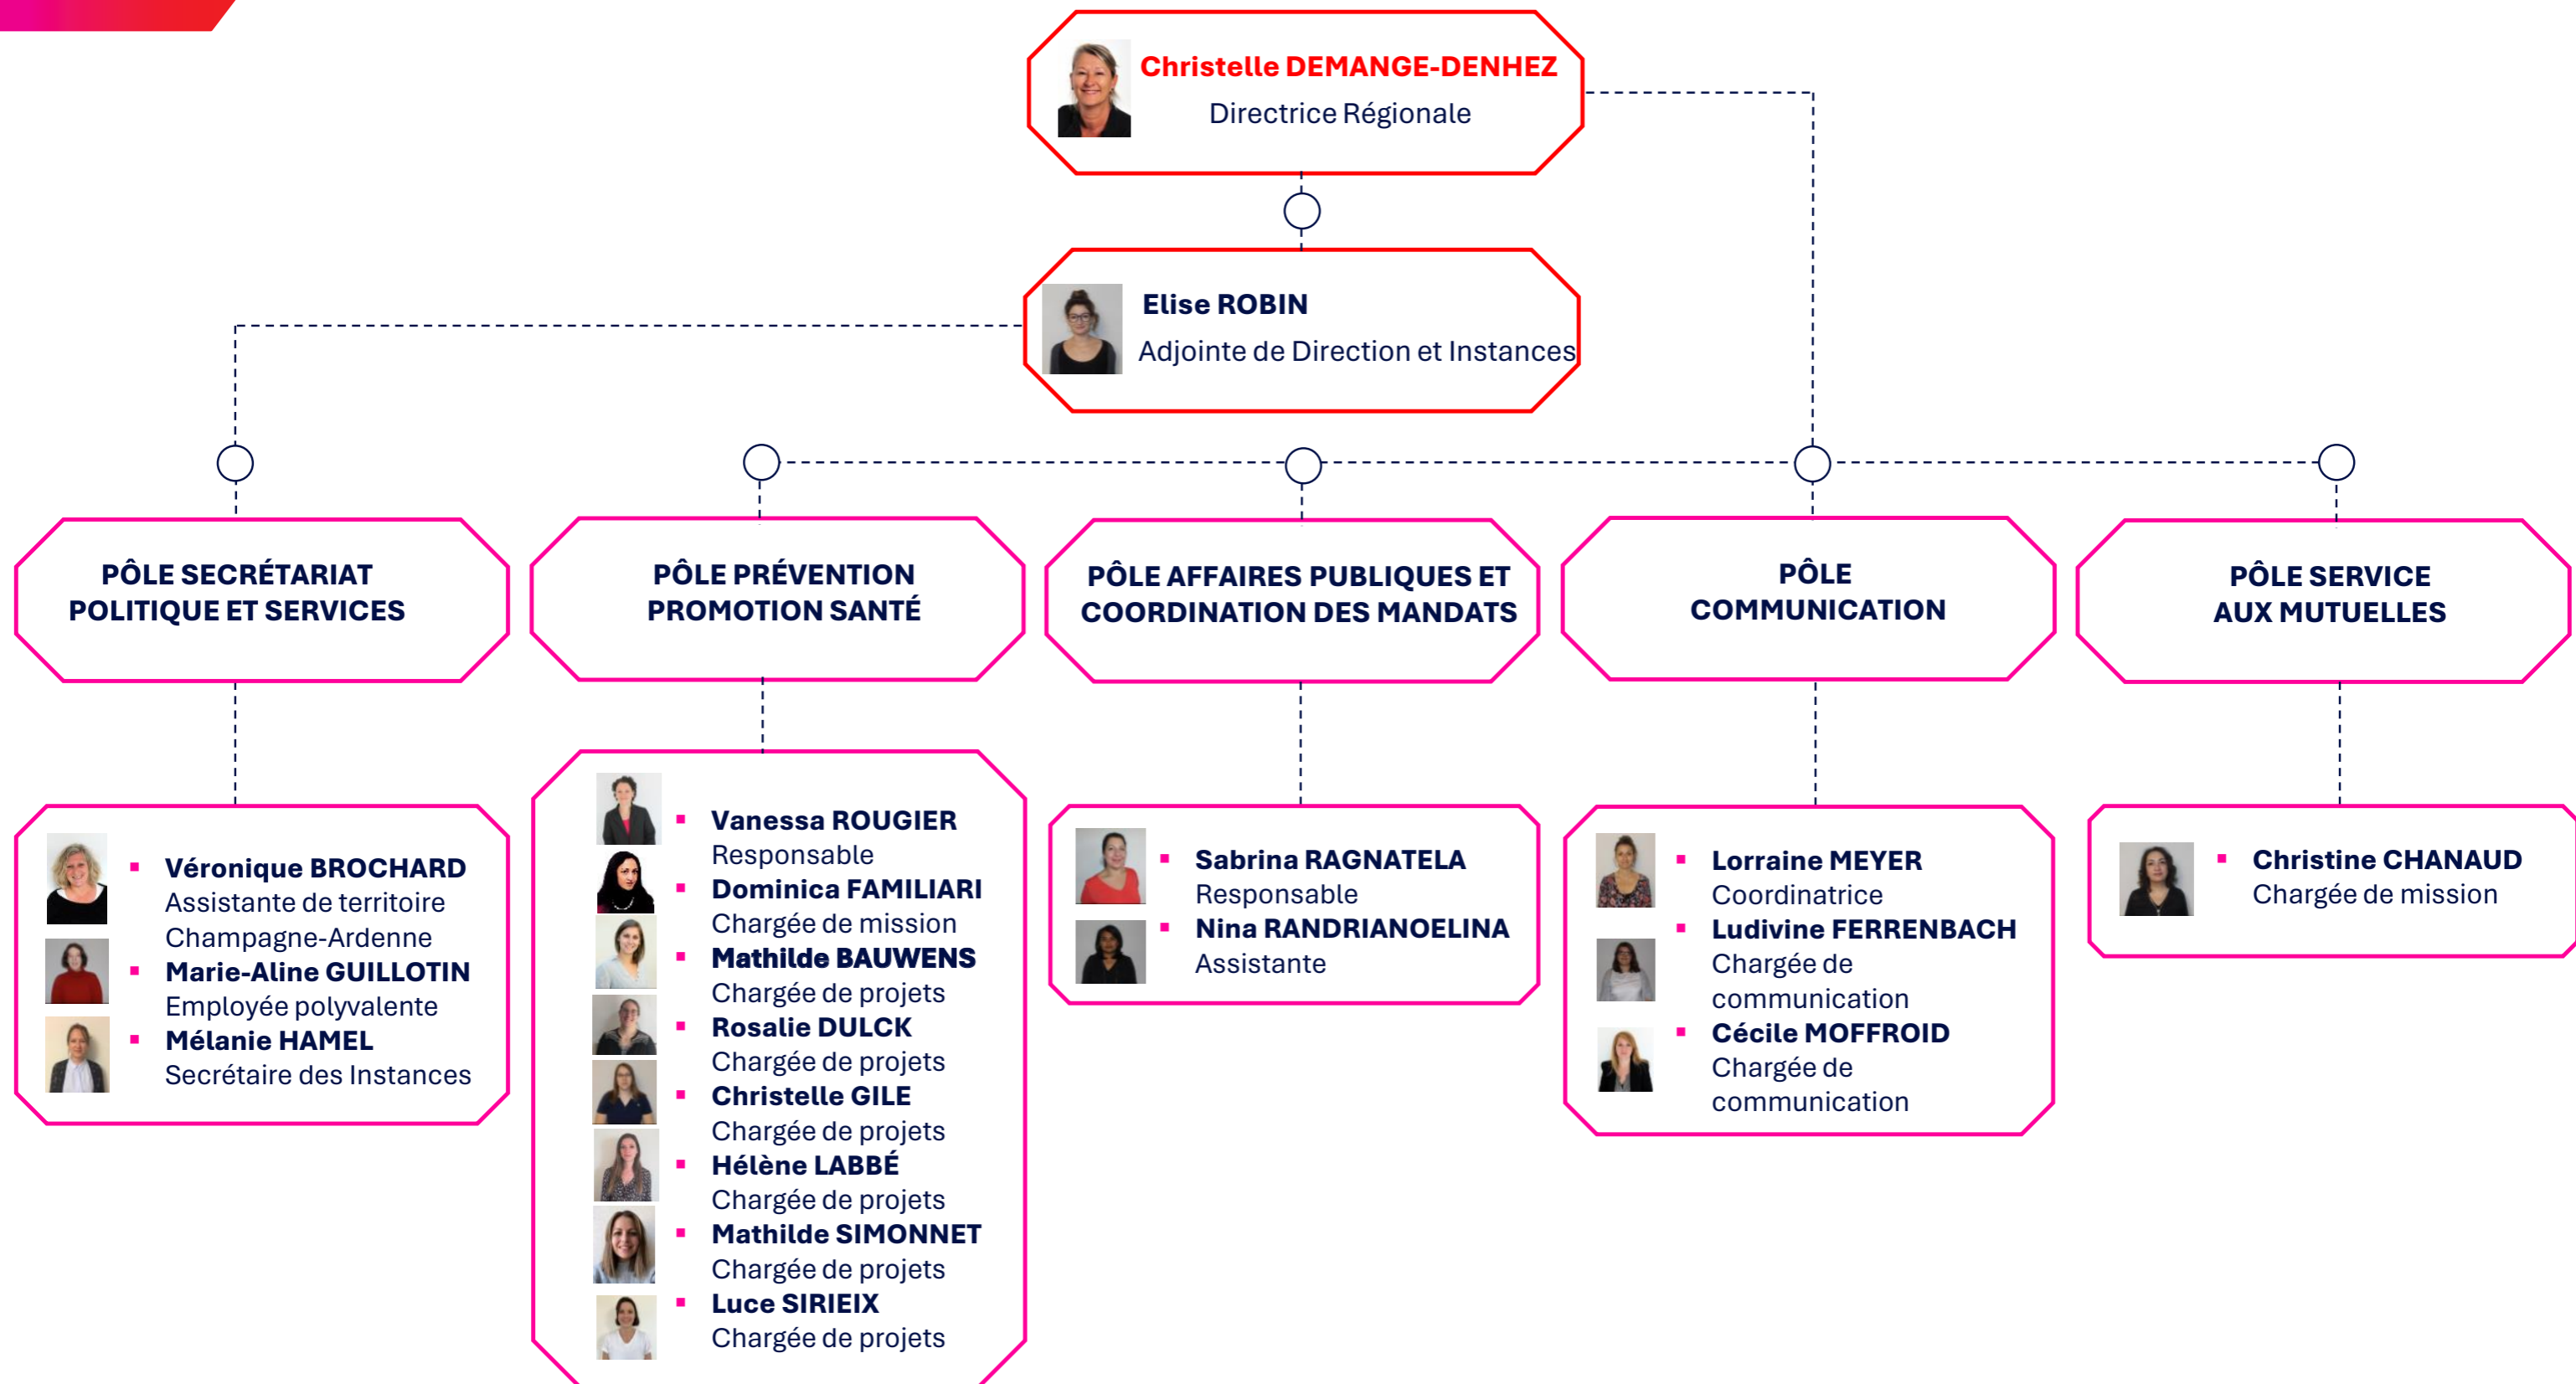 Christelle DEMANGE-DENHEZ
Directrice Régionale
Elise ROBIN
Adjointe de Direction et Instances
PÔLE SECRÉTARIAT
POLITIQUE ET SERVICES
PÔLE PRÉVENTION
PROMOTION SANTÉ
PÔLE AFFAIRES PUBLIQUES ET
COORDINATION DES MANDATS
PÔLE
COMMUNICATION
PÔLE SERVICE
AUX MUTUELLES
Véronique BROCHARD
Assistante de territoire
Champagne-Ardenne
Marie-Aline GUILLOTIN
Employée polyvalente
Mélanie HAMEL
Secrétaire des Instances
Vanessa ROUGIER
Responsable
Dominica FAMILIARI
Chargée de mission
Mathilde BAUWENS
Chargée de projets
Rosalie DULCK
Chargée de projets
Christelle GILE
Chargée de projets
Hélène LABBÉ
Chargée de projets
Mathilde SIMONNET
Chargée de projets
Luce SIRIEIX
Chargée de projets
Sabrina RAGNATELA
Responsable
Nina RANDRIANOELINA
Assistante
Lorraine MEYER
Coordinatrice
Ludivine FERRENBACH
Chargée de
communication
Cécile MOFFROID
Chargée de
communication
Christine CHANAUD
Chargée de mission